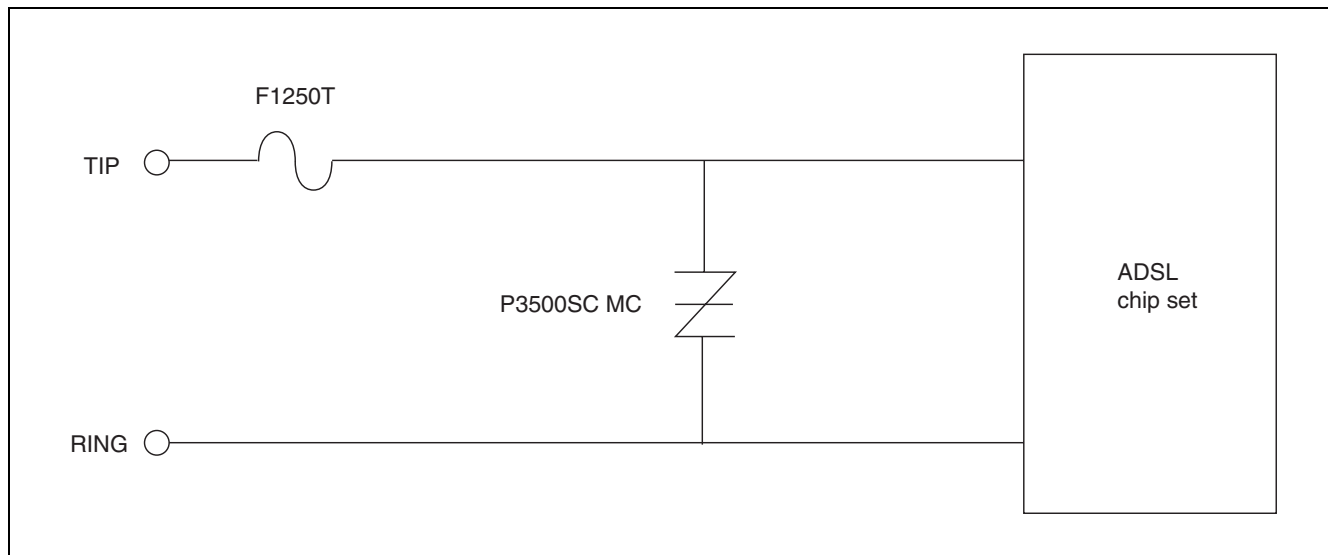 F1250T
TIP
P3500SC MC
ADSL
chip set
RING